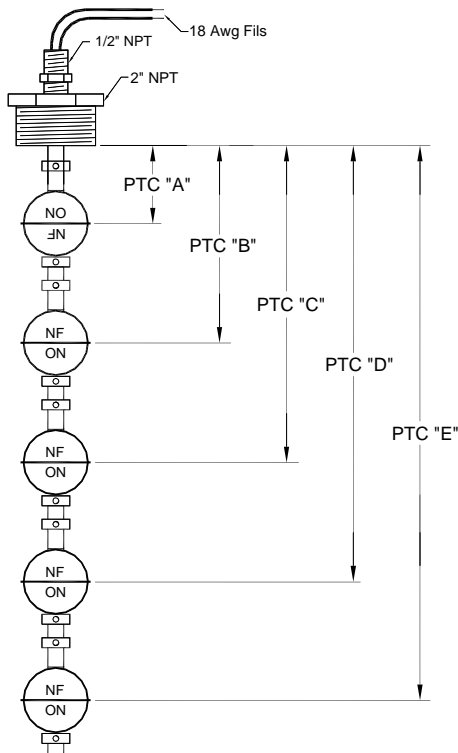 18 Awg Fils
1/2" NPT
2" NPT
PTC "A"
NO
NF
PTC "B"
PTC "C"
NF
ON
PTC "D"
PTC "E"
NF
ON
NF
ON
NF
ON